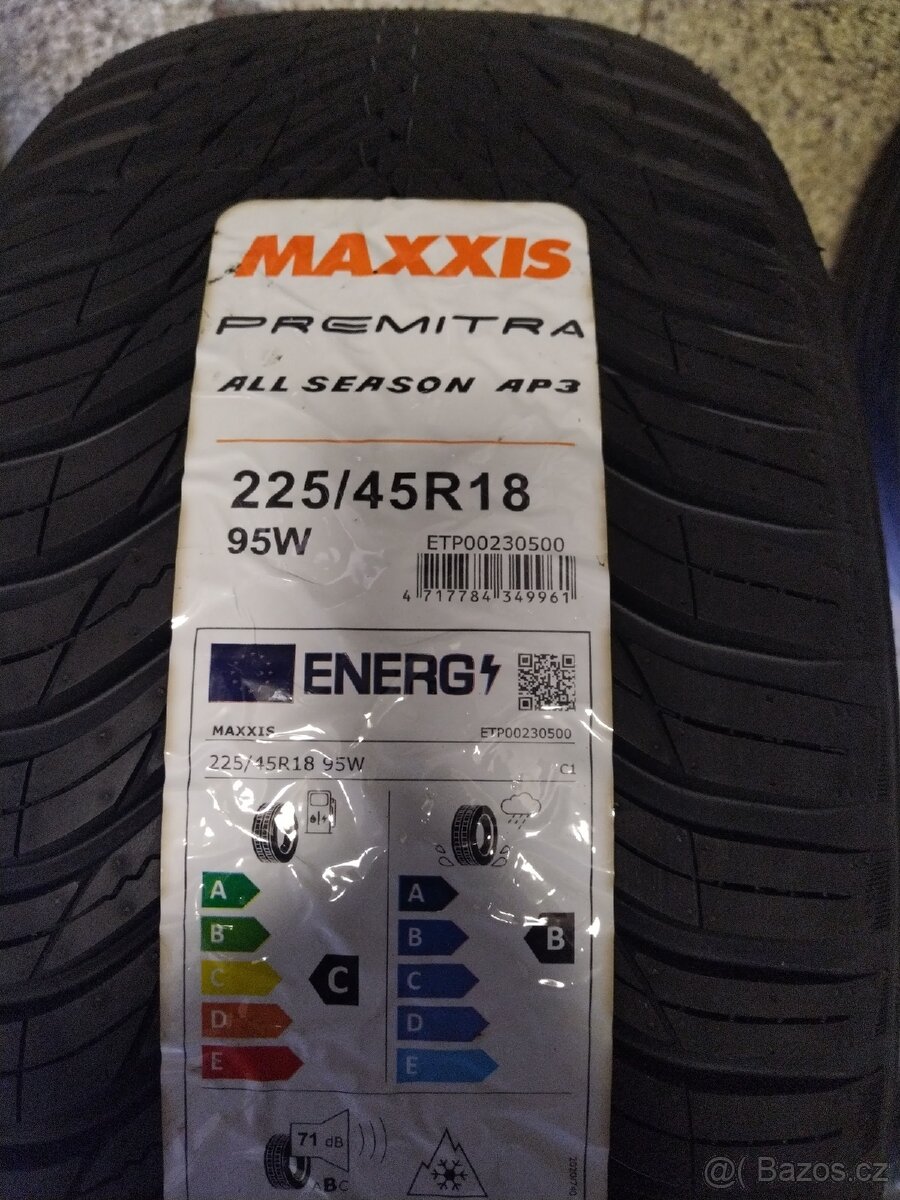 MAXXIS
PREMITRA
ALL SEASON AP3
225/45R18
95W
ETP00230500
4 717784 349961
ENERG
MAXXIS
ETP00230500
225/45R18 95W
C1
A
B
C
D
E
C
A
B
C
D
E
B
71 dB
ABC
@( Bazos.cz